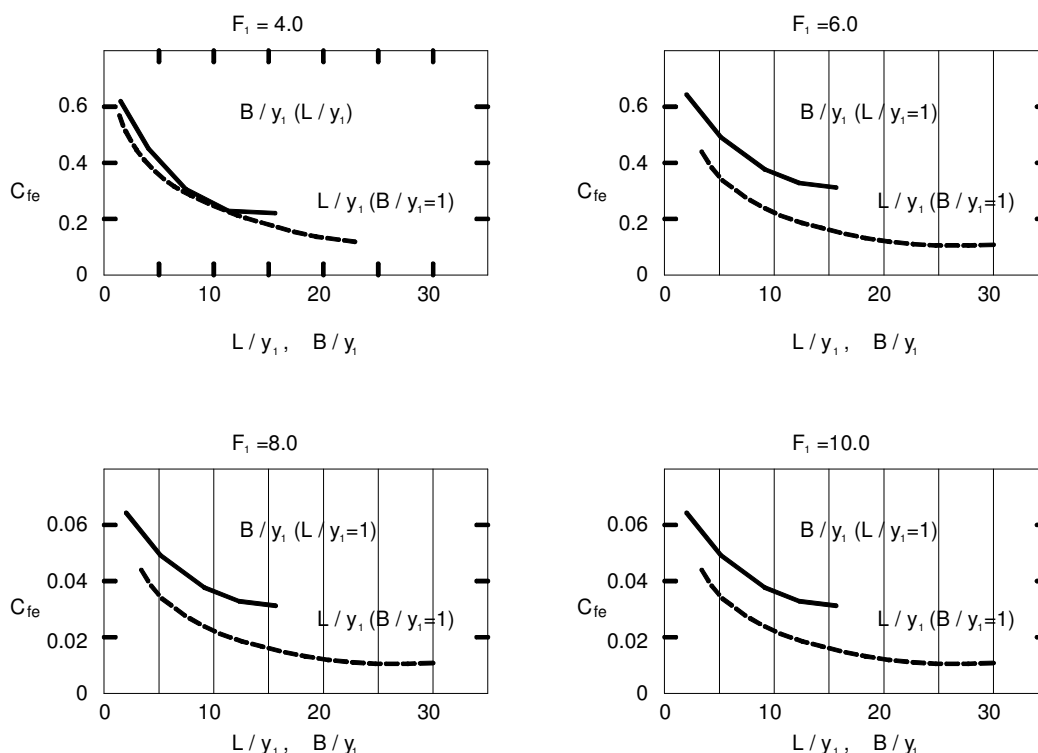 F₁ = 4.0
0.6
0.4
0.2
0
C_fe
B / y₁ (L / y₁)
L / y₁ (B / y₁=1)
0 10 20 30
L / y₁ , B / y₁
F₁ =6.0
0.6
0.4
0.2
0
C_fe
B / y₁ (L / y₁=1)
L / y₁ (B / y₁=1)
0 10 20 30
L / y₁ , B / y₁
F₁ =8.0
0.06
0.04
0.02
0
C_fe
B / y₁ (L / y₁=1)
L / y₁ (B / y₁=1)
0 10 20 30
L / y₁ , B / y₁
F₁ =10.0
0.06
0.04
0.02
0
C_fe
B / y₁ (L / y₁=1)
L / y₁ (B / y₁=1)
0 10 20 30
L / y₁ , B / y₁